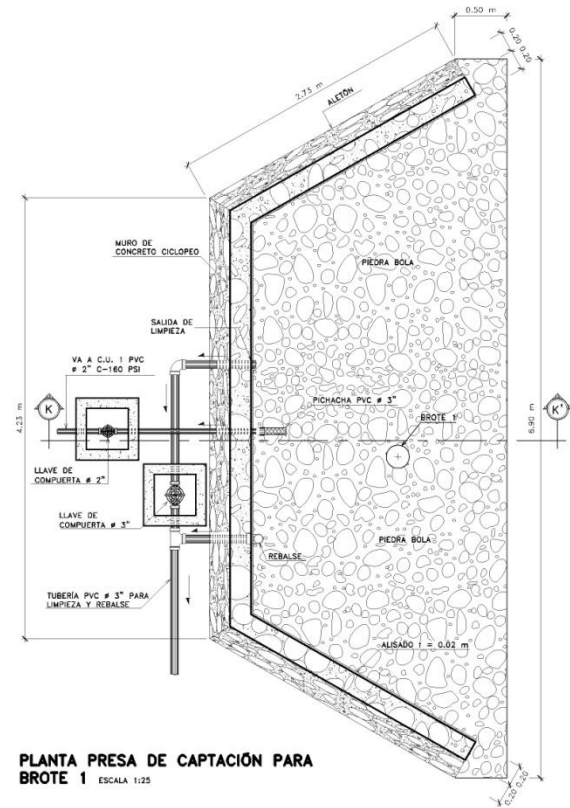 0.50 m
0.20 0.20
2.75 m
ALETÓN
MURO DE
CONCRETO CICLOPEO
PIEDRA BOLA
SALIDA DE
LIMPIEZA
VA A C.U. 1 PVC
ø 2" C-160 PSI
PICHACHA PVC ø 3"
4.23 m
K
BROTE 1
K'
6.90 m
LLAVE DE
COMPUERTA ø 2"
LLAVE DE
COMPUERTA ø 3"
PIEDRA BOLA
REBALSE
TUBERÍA PVC ø 3" PARA
LIMPIEZA Y REBALSE
ALISADO t = 0.02 m
0.20 0.20
PLANTA PRESA DE CAPTACIÓN PARA
BROTE 1 ESCALA 1:25